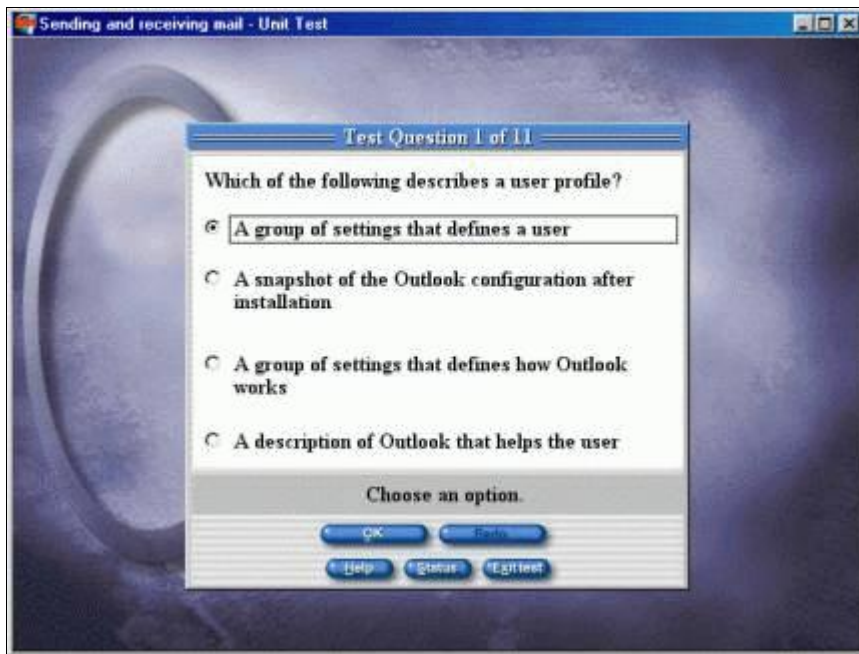 Sending and receiving mail - Unit Test
Test Question 1 of 11
Which of the following describes a user profile?
A group of settings that defines a user
A snapshot of the Outlook configuration after
installation
A group of settings that defines how Outlook
works
A description of Outlook that helps the user
Choose an option.
OK Redo
Help Status Exit test